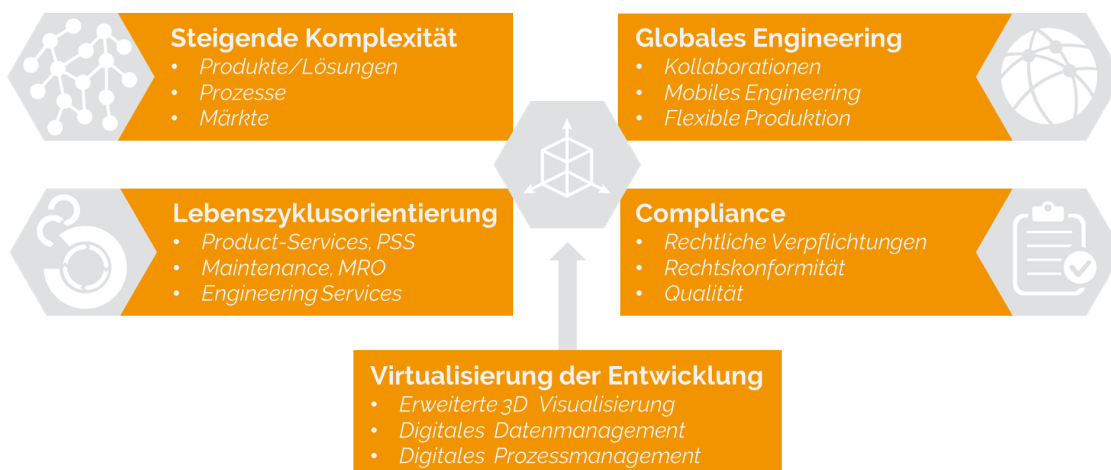 Steigende Komplexität
• Produkte/Lösungen
• Prozesse
• Märkte
Globales Engineering
• Kollaborationen
• Mobiles Engineering
• Flexible Produktion
Lebenszyklusorientierung
• Product-Services, PSS
• Maintenance, MRO
• Engineering Services
Compliance
• Rechtliche Verpflichtungen
• Rechtskonformität
• Qualität
Virtualisierung der Entwicklung
• Erweiterte 3D Visualisierung
• Digitales Datenmanagement
• Digitales Prozessmanagement